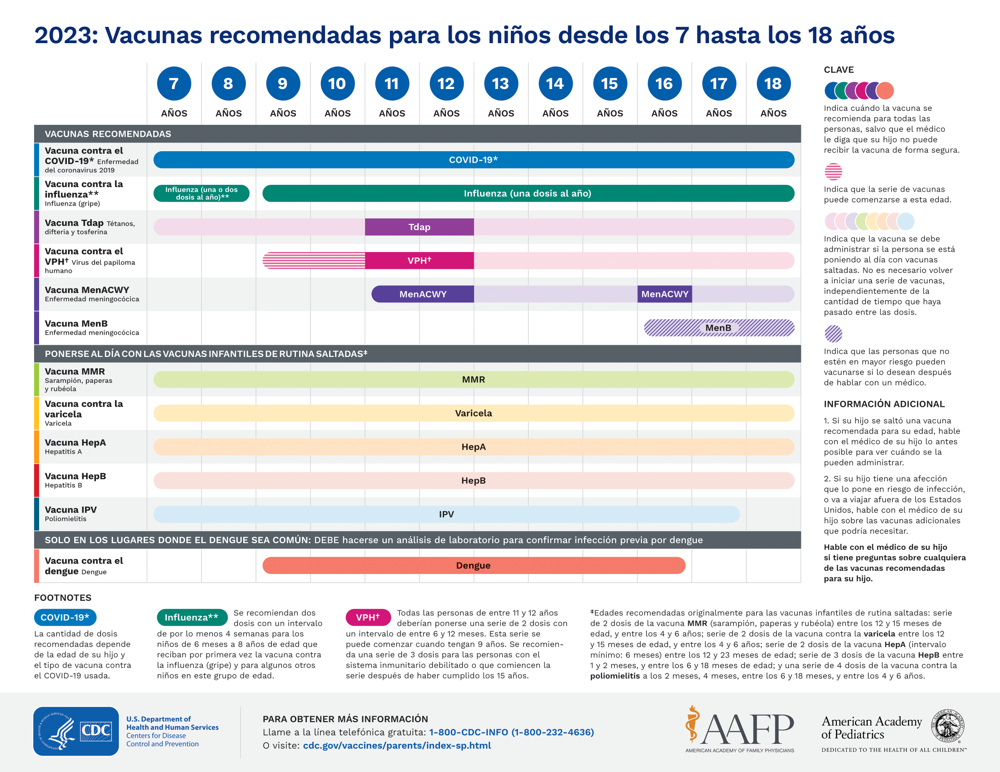 2023: Vacunas recomendadas para los niños desde los 7 hasta los 18 años
7 8 9 10 11 12 13 14 15 16 17 18
AÑOS AÑOS AÑOS AÑOS AÑOS AÑOS AÑOS AÑOS AÑOS AÑOS AÑOS AÑOS
VACUNAS RECOMENDADAS
Vacuna contra el
COVID-19* Enfermedad
del coronavirus 2019
COVID-19*
Vacuna contra la
influenza**
Influenza (gripe)
Influenza (una o dos
dosis al año)**
Influenza (una dosis al año)
Vacuna Tdap Tétanos,
difteria y tosferina
Tdap
Vacuna contra el
VPH† Virus del papiloma
humano
VPH†
Vacuna MenACWY
Enfermedad meningocócica
MenACWY
MenACWY
Vacuna MenB
Enfermedad meningocócica
MenB
PONERSE AL DÍA CON LAS VACUNAS INFANTILES DE RUTINA SALTADAS‡
Vacuna MMR
Sarampión, paperas
y rubéola
MMR
Vacuna contra la
varicela
Varicela
Varicela
Vacuna HepA
Hepatitis A
HepA
Vacuna HepB
Hepatitis B
HepB
Vacuna IPV
Poliomielitis
IPV
SOLO EN LOS LUGARES DONDE EL DENGUE SEA COMÚN: DEBE hacerse un análisis de laboratorio para confirmar infección previa por dengue
Vacuna contra el
dengue Dengue
Dengue
CLAVE
Indica cuándo la vacuna se
recomienda para todas las
personas, salvo que el médico
le diga que su hijo no puede
recibir la vacuna de forma segura.
Indica que la serie de vacunas
puede comenzarse a esta edad.
Indica que la vacuna se debe
administrar si la persona se está
poniendo al día con vacunas
saltadas. No es necesario volver
a iniciar una serie de vacunas,
independientemente de la
cantidad de tiempo que haya
pasado entre las dosis.
Indica que las personas que no
estén en mayor riesgo pueden
vacunarse si lo desean después
de hablar con un médico.
INFORMACIÓN ADICIONAL
1. Si su hijo se saltó una vacuna
recomendada para su edad, hable
con el médico de su hijo lo antes
posible para ver cuándo se la
pueden administrar.
2. Si su hijo tiene una afección
que lo pone en riesgo de infección,
o va a viajar afuera de los Estados
Unidos, hable con el médico de su
hijo sobre las vacunas adicionales
que podría necesitar.
Hable con el médico de su hijo
si tiene preguntas sobre cualquiera
de las vacunas recomendadas
para su hijo.
FOOTNOTES
COVID-19*
La cantidad de dosis
recomendadas depende
de la edad de su hijo y
el tipo de vacuna contra
el COVID-19 usada.
Influenza** Se recomiendan dos
dosis con un intervalo
de por lo menos 4 semanas para los
niños de 6 meses a 8 años de edad que
reciban por primera vez la vacuna contra
la influenza (gripe) y para algunos otros
niños en este grupo de edad.
VPH† Todas las personas de entre 11 y 12 años
deberían ponerse una serie de 2 dosis con
un intervalo de entre 6 y 12 meses. Esta serie se
puede comenzar cuando tengan 9 años. Se recomien-
da una serie de 3 dosis para las personas con el
sistema inmunitario debilitado o que comiencen la
serie después de haber cumplido los 15 años.
‡Edades recomendadas originalmente para las vacunas infantiles de rutina saltadas: serie
de 2 dosis de la vacuna MMR (sarampión, paperas y rubéola) entre los 12 y 15 meses de
edad, y entre los 4 y 6 años; serie de 2 dosis de la vacuna contra la varicela entre los 12
y 15 meses de edad, y entre los 4 y 6 años; serie de 2 dosis de la vacuna HepA (intervalo
mínimo: 6 meses) entre los 12 y 23 meses de edad; serie de 3 dosis de la vacuna HepB entre
1 y 2 meses, y entre los 6 y 18 meses de edad; y una serie de 4 dosis de la vacuna contra la
poliomielitis a los 2 meses, 4 meses, entre los 6 y 18 meses, y entre los 4 y 6 años.
CDC
U.S. Department of
Health and Human Services
Centers for Disease
Control and Prevention
PARA OBTENER MÁS INFORMACIÓN
Llame a la línea telefónica gratuita: 1-800-CDC-INFO (1-800-232-4636)
O visite: cdc.gov/vaccines/parents/index-sp.html
AAFP
AMERICAN ACADEMY OF FAMILY PHYSICIANS
American Academy
of Pediatrics
DEDICATED TO THE HEALTH OF ALL CHILDREN™